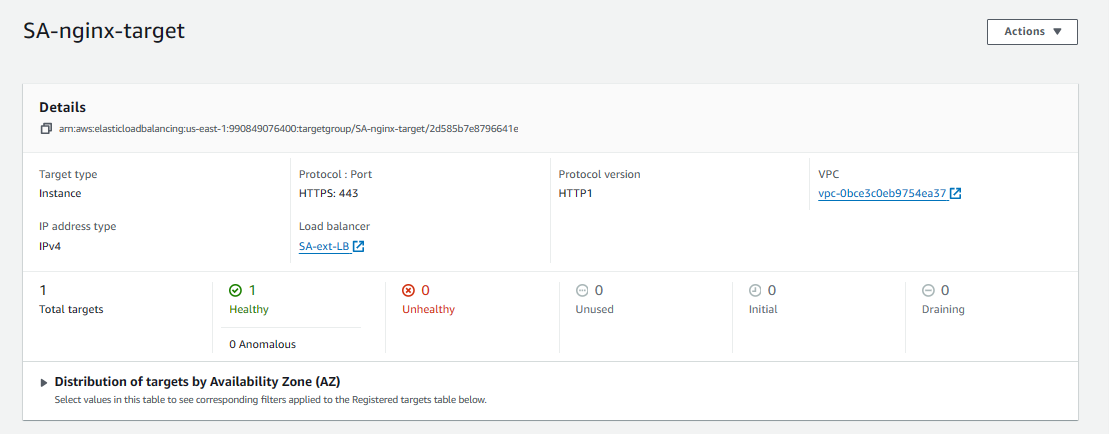 SA-nginx-target
Actions
Details
arn:aws:elasticloadbalancing:us-east-1:990849076400:targetgroup/SA-nginx-target/2d585b7e8796641e
Target type
Instance
Protocol : Port
HTTPS: 443
Protocol version
HTTP1
VPC
vpc-0bce3c0eb9754ea37
IP address type
IPv4
Load balancer
SA-ext-LB
1
Total targets
1
Healthy
0 Anomalous
0
Unhealthy
0
Unused
0
Initial
0
Draining
Distribution of targets by Availability Zone (AZ)
Select values in this table to see corresponding filters applied to the Registered targets table below.